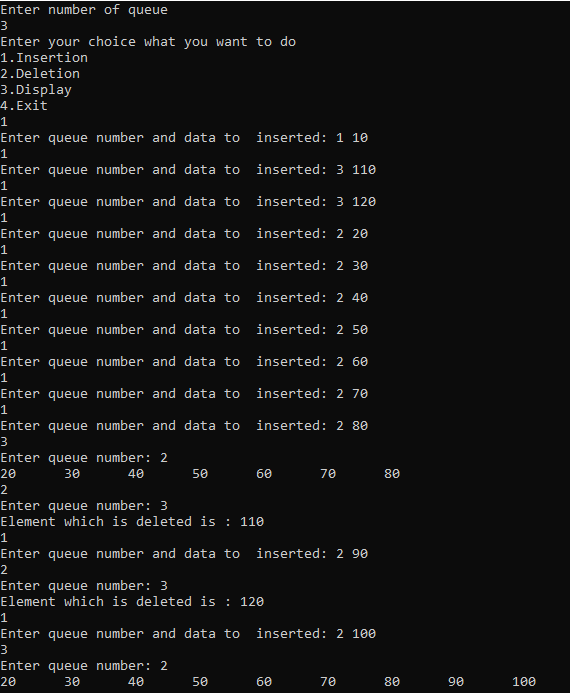 Enter number of queue
3
Enter your choice what you want to do
1.Insertion
2.Deletion
3.Display
4.Exit
1
Enter queue number and data to  inserted: 1 10
1
Enter queue number and data to  inserted: 3 110
1
Enter queue number and data to  inserted: 3 120
1
Enter queue number and data to  inserted: 2 20
1
Enter queue number and data to  inserted: 2 30
1
Enter queue number and data to  inserted: 2 40
1
Enter queue number and data to  inserted: 2 50
1
Enter queue number and data to  inserted: 2 60
1
Enter queue number and data to  inserted: 2 70
1
Enter queue number and data to  inserted: 2 80
3
Enter queue number: 2
20      30      40      50      60      70      80
2
Enter queue number: 3
Element which is deleted is : 110
1
Enter queue number and data to  inserted: 2 90
2
Enter queue number: 3
Element which is deleted is : 120
1
Enter queue number and data to  inserted: 2 100
3
Enter queue number: 2
20      30      40      50      60      70      80      90      100